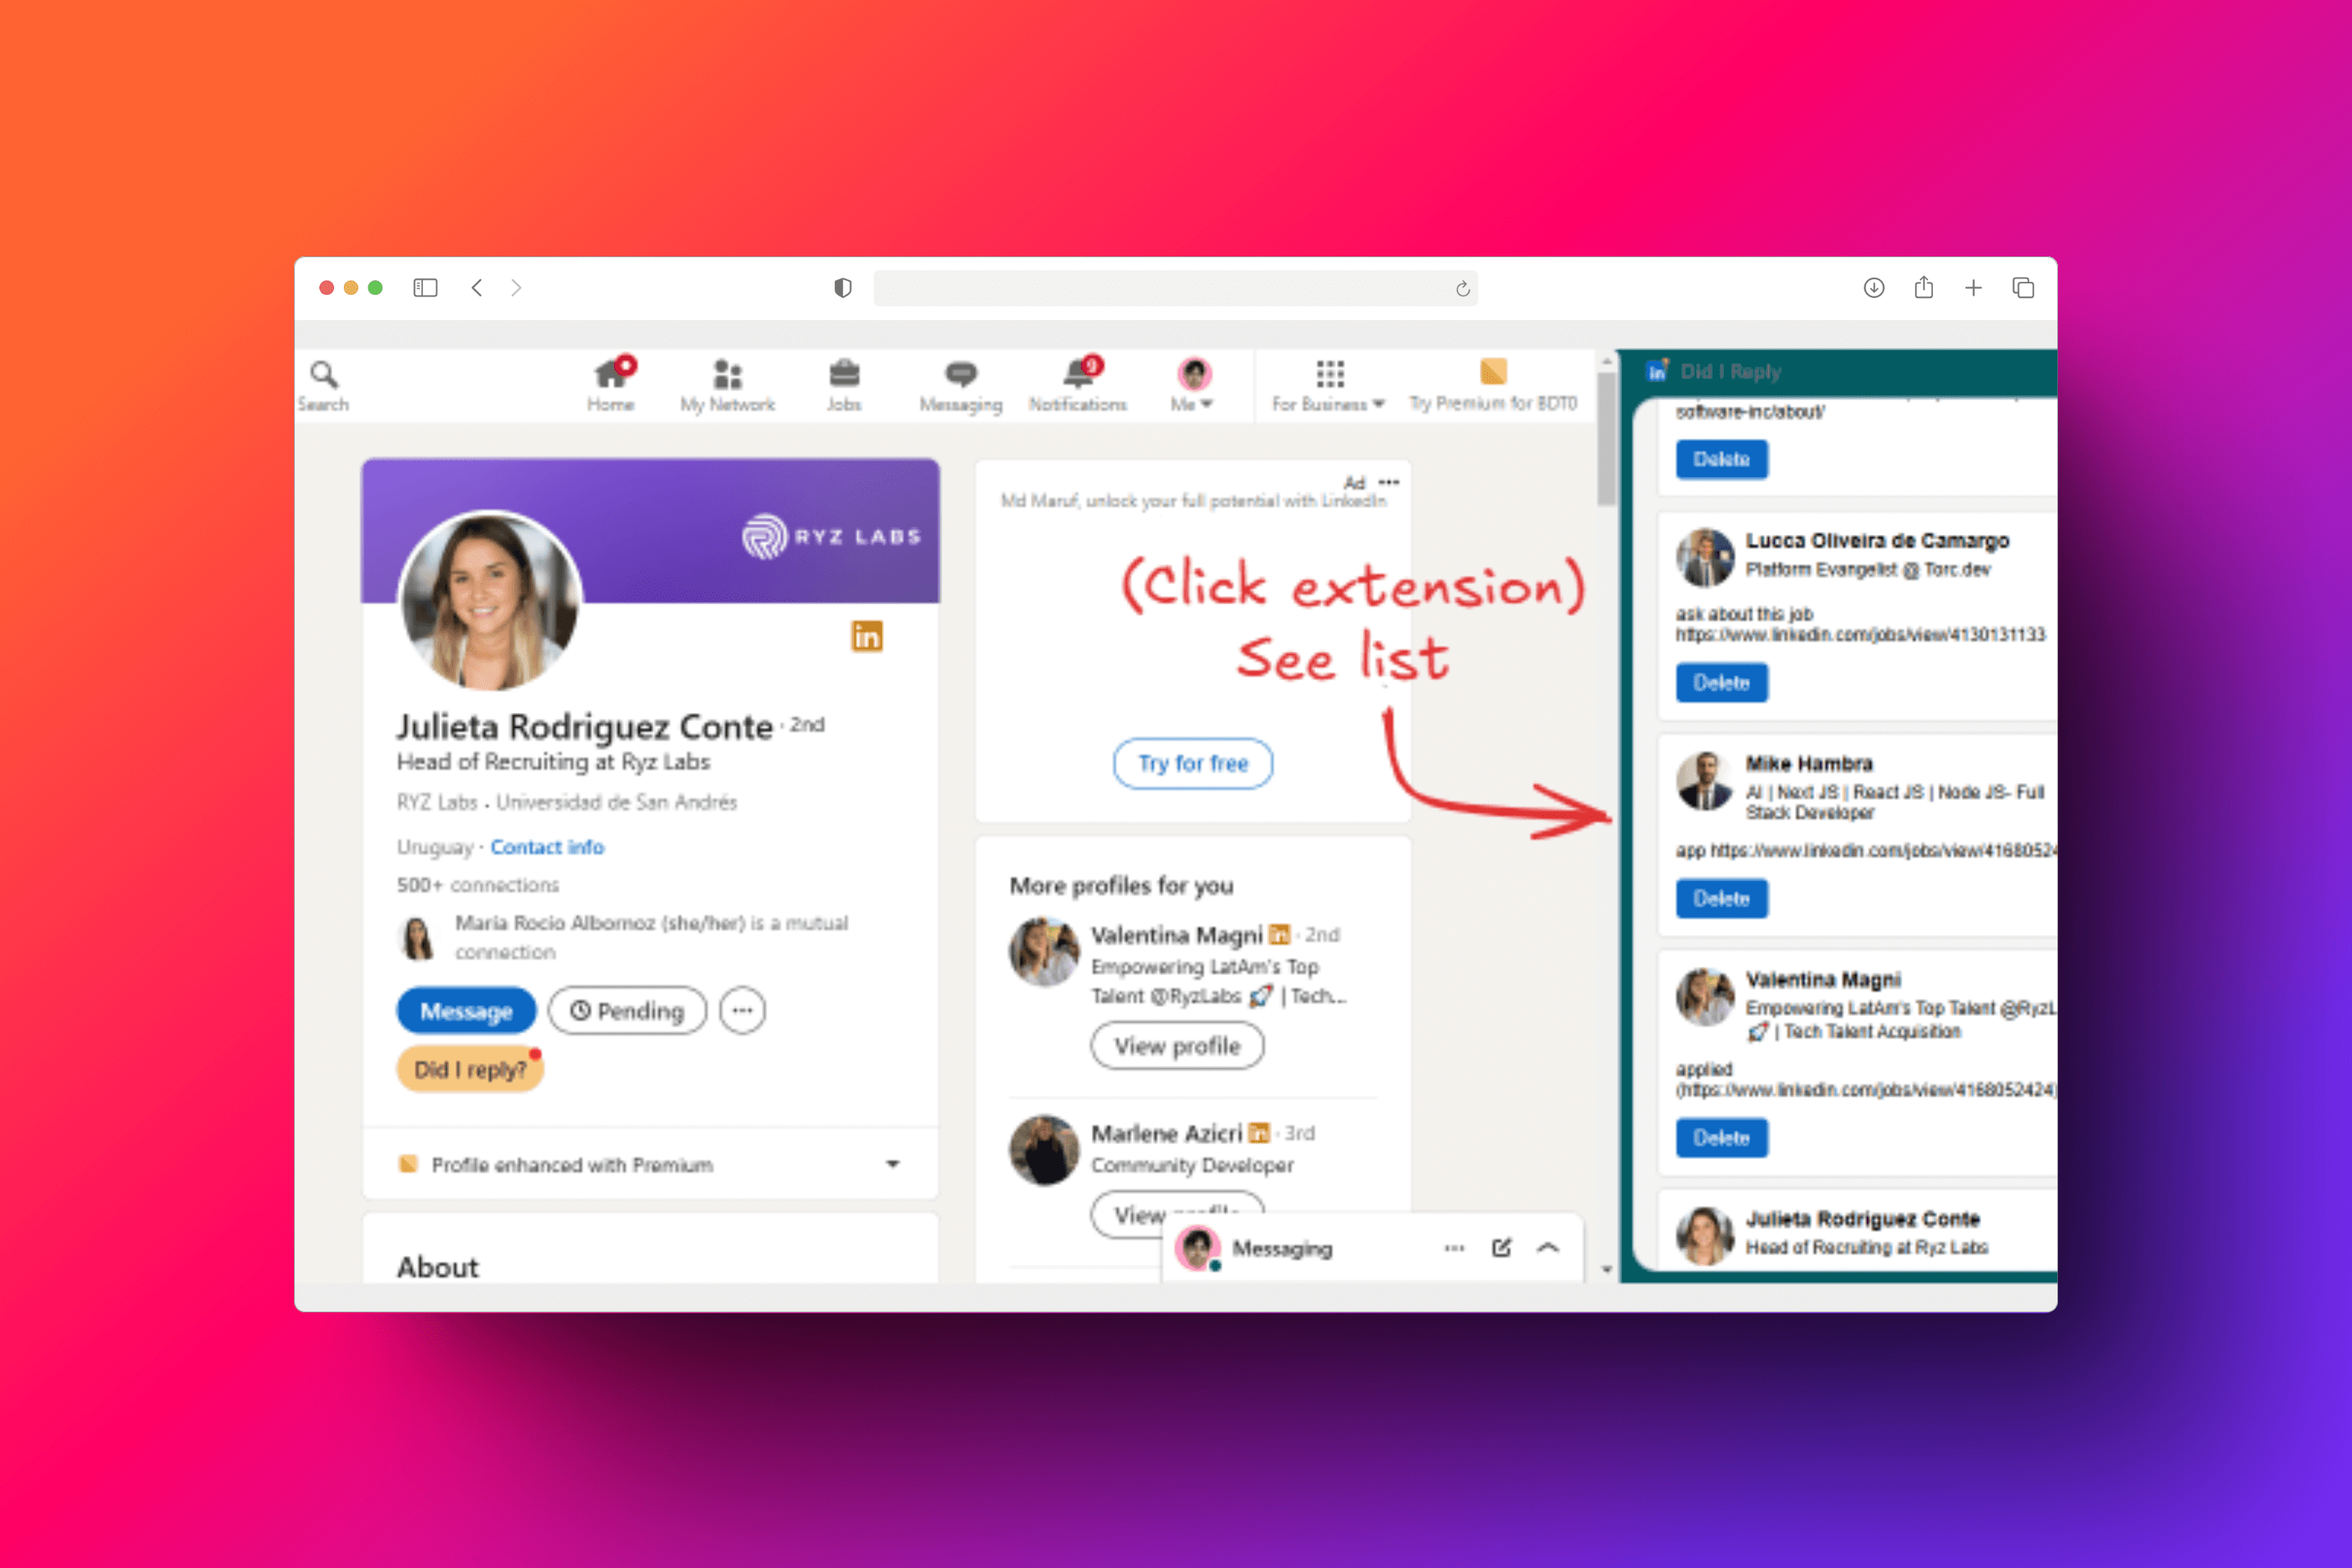 Search
Home
My Network
Jobs
Messaging
9
Notifications
Me
For Business
Try Premium for BDT0
RYZ LABS
in
Julieta Rodriguez Conte · 2nd
Head of Recruiting at Ryz Labs
RYZ Labs · Universidad de San Andrés
Uruguay · Contact info
500+ connections
Maria Rocio Albornoz (she/her) is a mutual
connection
Message
Pending
Did I reply?
Profile enhanced with Premium
About
Ad
Md Maruf, unlock your full potential with LinkedIn
(Click extension)
See list
Try for free
More profiles for you
Valentina Magni in · 2nd
Empowering LatAm's Top
Talent @RyzLabs 🚀 | Tech...
View profile
Marlene Azicri in · 3rd
Community Developer
View profile
Messaging
in Did I Reply
software-inc/about/
Delete
Lucca Oliveira de Camargo
Platform Evangelist @ Torc.dev
ask about this job
https://www.linkedin.com/jobs/view/4130131133
Delete
Mike Hambra
AI | Next JS | React JS | Node JS- Full
Stack Developer
app https://www.linkedin.com/jobs/view/41680524
Delete
Valentina Magni
Empowering LatAm's Top Talent @RyzL
🚀 | Tech Talent Acquisition
applied
(https://www.linkedin.com/jobs/view/4168052424)
Delete
Julieta Rodriguez Conte
Head of Recruiting at Ryz Labs